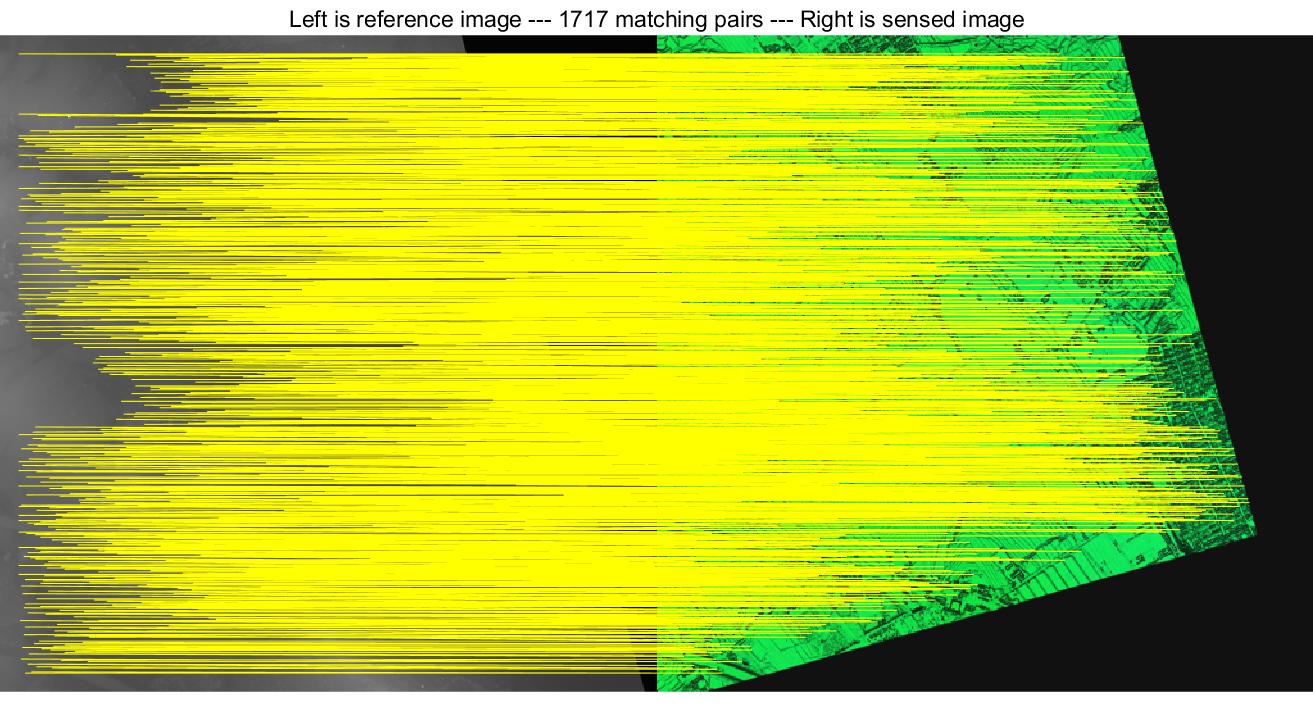 Left is reference image --- 1717 matching pairs --- Right is sensed image